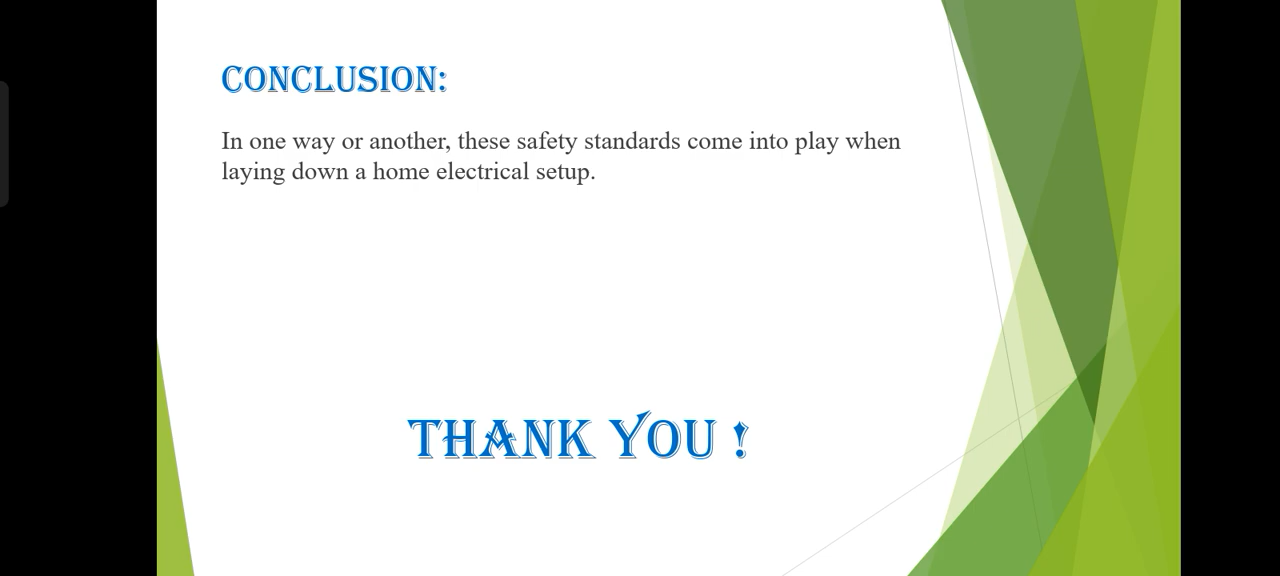 CONCLUSION:
In one way or another, these safety standards come into play when
laying down a home electrical setup.
THANK YOU !